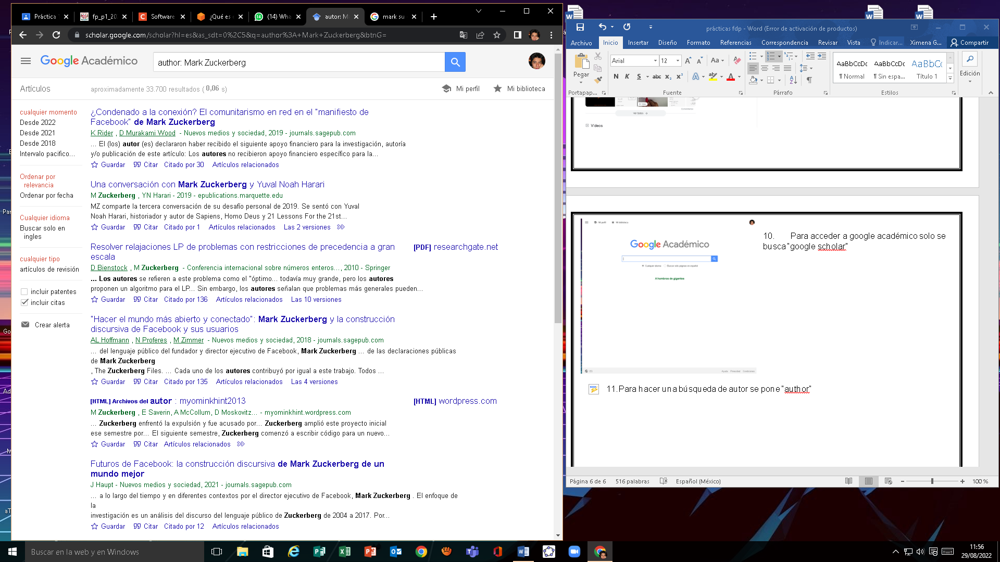 Práctica
fp_p1_20
Software
¿Qué es
(14) Wha
autor: M
mark su
scholar.google.com/scholar?hl=es&as_sdt=0%2C5&q=author%3A+Mark+Zuckerberg&btnG=
Google Académico
author: Mark Zuckerberg
Artículos
aproximadamente 33.700 resultados ( 0,06 s)
Mi perfil
Mi biblioteca
cualquier momento
Desde 2022
Desde 2021
Desde 2018
Intervalo pacifico...
Ordenar por
relevancia
Ordenar por fecha
Cualquier idioma
Buscar solo en
ingles
cualquier tipo
artículos de revisión
incluir patentes
incluir citas
Crear alerta
¿Condenado a la conexión? El comunitarismo en red en el "manifiesto de
Facebook" de Mark Zuckerberg
K Rider , D Murakami Wood - Nuevos medios y sociedad, 2019 - journals.sagepub.com
... El (los) autor (es) declararon haber recibido el siguiente apoyo financiero para la investigación, autoría
y/o publicación de este artículo: Los autores no recibieron apoyo financiero específico para la...
Guardar Citar Citado por 30 Artículos relacionados
Una conversación con Mark Zuckerberg y Yuval Noah Harari
M Zuckerberg , YN Harari - 2019 - epublications.marquette.edu
MZ comparte la tercera conversación de su desafío personal de 2019. Se sentó con Yuval
Noah Harari, historiador y autor de Sapiens, Homo Deus y 21 Lessons For the 21st...
Guardar Citar Citado por 1 Artículos relacionados Las 2 versiones
Resolver relajaciones LP de problemas con restricciones de precedencia a gran
escala
[PDF] researchgate.net
D Bienstock , M Zuckerberg - Conferencia internacional sobre números enteros..., 2010 - Springer
... Los autores se refieren a este problema como el "óptimo... todavía muy grande, pero los autores
proponen un algoritmo para el LP... Sin embargo, los autores señalan que problemas más generales pueden...
Guardar Citar Citado por 136 Artículos relacionados Las 10 versiones
"Hacer el mundo más abierto y conectado": Mark Zuckerberg y la construcción
discursiva de Facebook y sus usuarios
AL Hoffmann , N Proferes , M Zimmer - Nuevos medios y sociedad, 2018 - journals.sagepub.com
... del lenguaje público del fundador y director ejecutivo de Facebook, Mark Zuckerberg ... de las declaraciones públicas
de Mark Zuckerberg
, The Zuckerberg Files. ... Cada uno de los autores contribuyó por igual a este trabajo. Todos ...
Guardar Citar Citado por 135 Artículos relacionados Las 4 versiones
[HTML] Archivos del autor : myominkhint2013
[HTML] wordpress.com
M Zuckerberg , E Saverin, A McCollum, D Moskovitz... - myominkhint.wordpress.com
... Zuckerberg enfrentó la expulsión y fue acusado por... Zuckerberg amplió este proyecto inicial
ese semestre por... El siguiente semestre, Zuckerberg comenzó a escribir código para un nuevo...
Guardar Citar Artículos relacionados
Futuros de Facebook: la construcción discursiva de Mark Zuckerberg de un
mundo mejor
J Haupt - Nuevos medios y sociedad, 2021 - journals.sagepub.com
... a lo largo del tiempo y en diferentes contextos por el director ejecutivo de Facebook, Mark Zuckerberg . El enfoque de
la
investigación es un análisis del discurso del lenguaje público de Zuckerberg de 2004 a 2017. Por...
Guardar Citar Citado por 12 Artículos relacionados
prácticas fdp - Word (Error de activación de productos)
Archivo Inicio Insertar Diseño Formato Referencias Correspondencia Revisar Vista Indicar... Ximena G... Compartir
Pegar
Arial 12
N K S abc x₂ x²
AaBbCcDc AaBbCcDc AaBbCc
¶ Normal ¶ Sin espa... Título 1
Edición
Portapap... Fuente Párrafo Estilos
Ver todos
Videos
Mi perfil Mi biblioteca
Google Académico
Cualquier idioma Buscar sólo páginas en español
A hombros de gigantes
Ayuda Privacidad Condiciones
10. Para acceder a google académico solo se
busca "google scholar"
11. Para hacer una búsqueda de autor se pone "author"
Página 6 de 6 516 palabras Español (México) 100 %
Buscar en la web y en Windows
11:56
29/08/2022